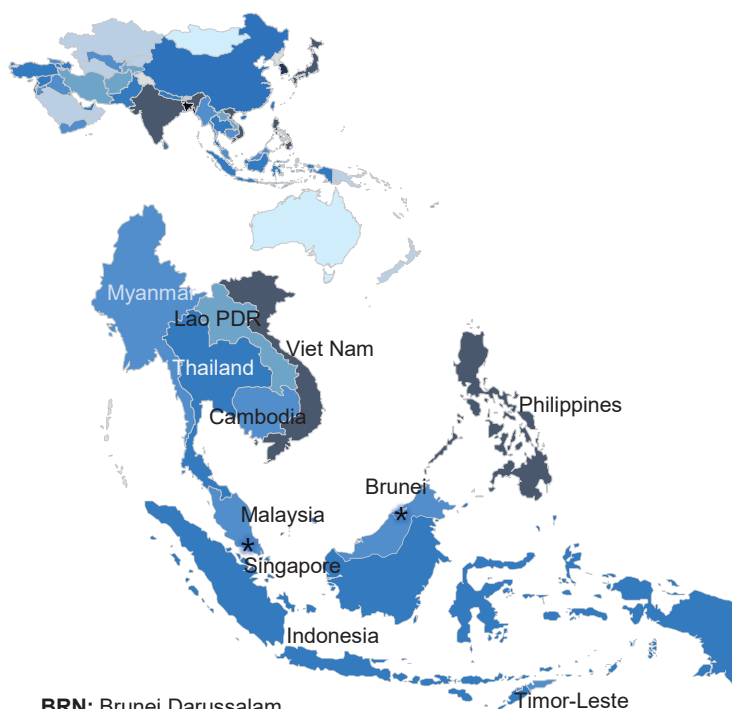 Myanmar
Lao PDR
Viet Nam
Thailand
Philippines
Cambodia
Brunei
*
Malaysia
*
Singapore
Indonesia
Timor-Leste
BRN: Brunei Darussalam